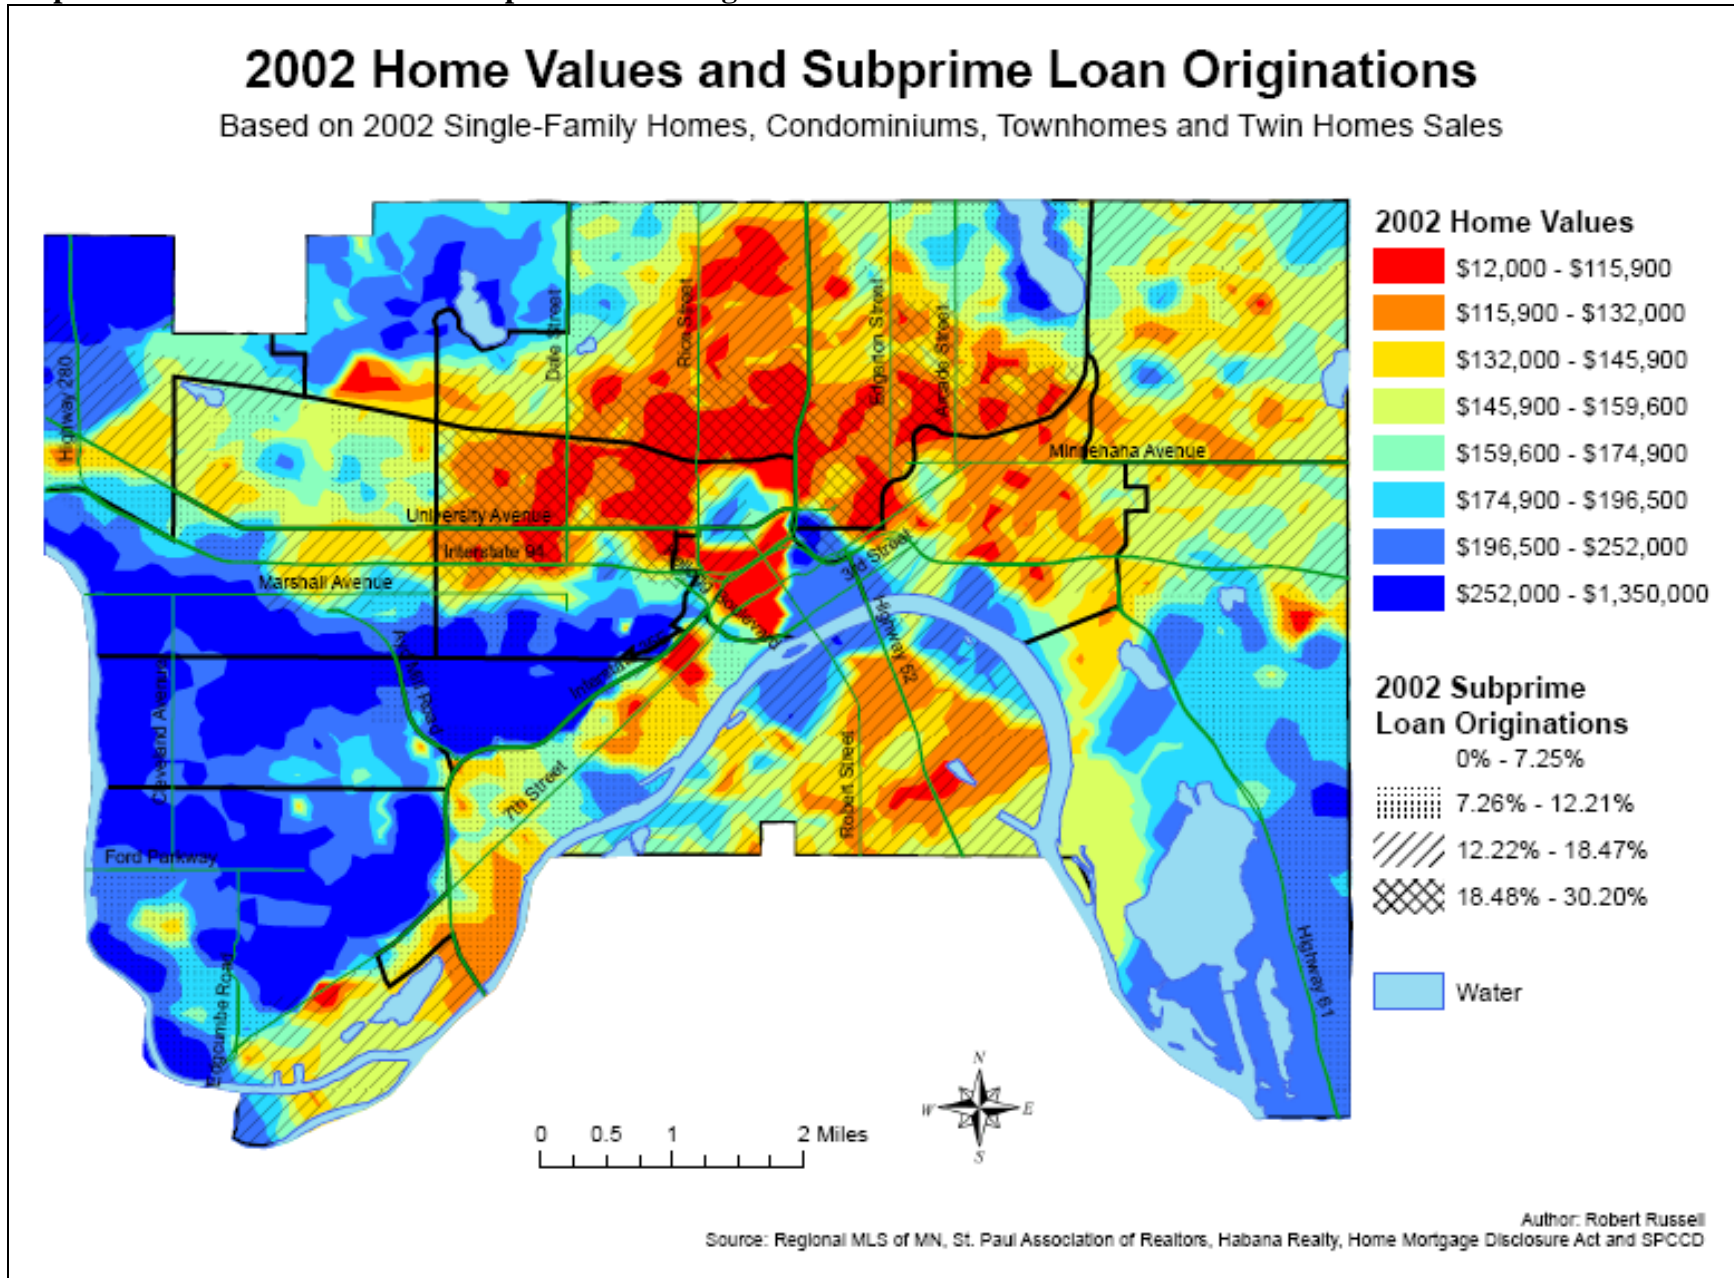 2002 Home Values and Subprime Loan Originations
Based on 2002 Single-Family Homes, Condominiums, Townhomes and Twin Homes Sales
2002 Home Values
$12,000 - $115,900
$115,900 - $132,000
$132,000 - $145,900
$145,900 - $159,600
$159,600 - $174,900
$174,900 - $196,500
$196,500 - $252,000
$252,000 - $1,350,000
2002 Subprime
Loan Originations
0% - 7.25%
7.26% - 12.21%
12.22% - 18.47%
18.48% - 30.20%
Water
Highway 280
Dale Street
Rice Street
Edgerton Street
Arcade Street
Minnehaha Avenue
University Avenue
Interstate 94
Marshall Avenue
3rd Street
Boulevard
Highway 52
Interstate 35E
Cleveland Avenue
Road
7th Street
Robert Street
Ford Parkway
Edgcumbe Road
Highway 61
0 0.5 1 2 Miles
N
W E
S
Author: Robert Russell
Source: Regional MLS of MN, St. Paul Association of Realtors, Habana Realty, Home Mortgage Disclosure Act and SPCCD